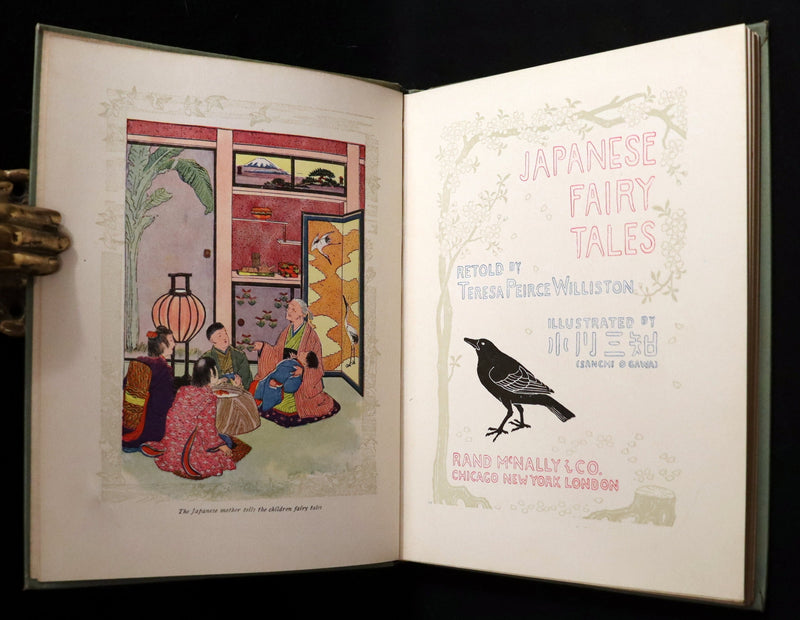 The Japanese mother tells the children fairy tales
JAPANESE
FAIRY
TALES
RETOLD BY
TERESA PEIRCE WILLISTON
ILLUSTRATED BY
小川三知
(SANCHI OGAWA)
RAND MCNALLY & CO.
CHICAGO NEW YORK LONDON